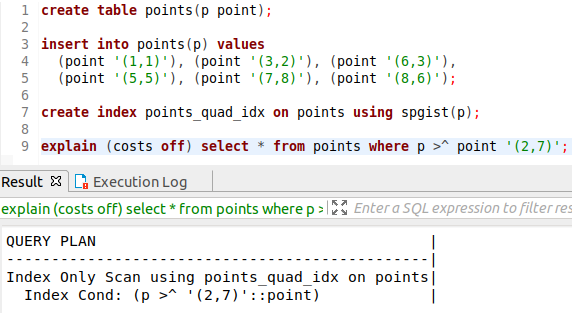 1 create table points(p point);
2
3 insert into points(p) values
4 (point '(1,1)'), (point '(3,2)'), (point '(6,3)'),
5 (point '(5,5)'), (point '(7,8)'), (point '(8,6)');
6
7 create index points_quad_idx on points using spgist(p);
8
9 explain (costs off) select * from points where p >^ point '(2,7)';
Result Execution Log
explain (costs off) select * from points where p > Enter a SQL expression to filter res
QUERY PLAN |
------------------------------------------------|
Index Only Scan using points_quad_idx on points|
Index Cond: (p >^ '(2,7)'::point) |